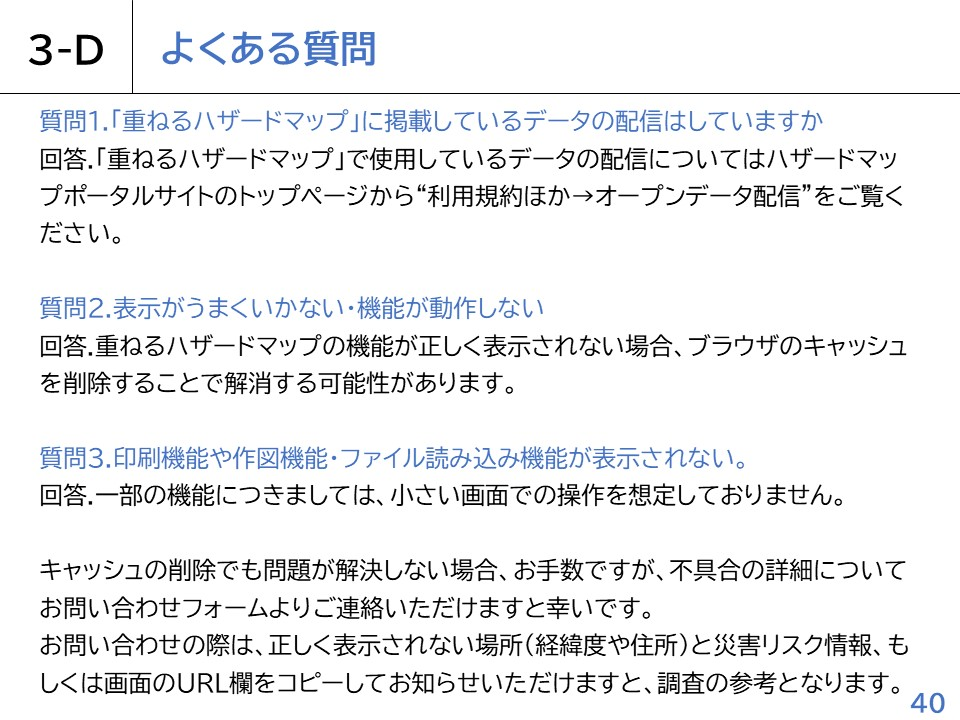 3-D
よくある質問
質問1.「重ねるハザードマップ」に掲載しているデータの配信はしていますか
回答.「重ねるハザードマップ」で使用しているデータの配信についてはハザードマッ
プポータルサイトのトップページから“利用規約ほか→オープンデータ配信”をご覧く
ださい。
質問2.表示がうまくいかない・機能が動作しない
回答.重ねるハザードマップの機能が正しく表示されない場合、ブラウザのキャッシュ
を削除することで解消する可能性があります。
質問3.印刷機能や作図機能・ファイル読み込み機能が表示されない。
回答.一部の機能につきましては、小さい画面での操作を想定しておりません。
キャッシュの削除でも問題が解決しない場合、お手数ですが、不具合の詳細について
お問い合わせフォームよりご連絡いただけますと幸いです。
お問い合わせの際は、正しく表示されない場所(経緯度や住所)と災害リスク情報、も
しくは画面のURL欄をコピーしてお知らせいただけますと、調査の参考となります。
40